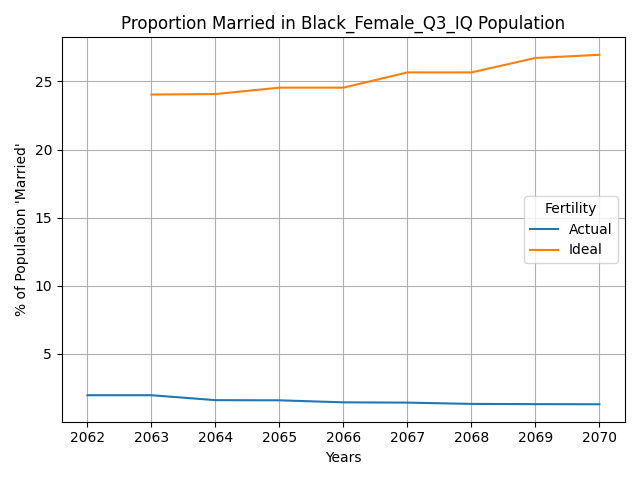 Proportion Married in Black_Female_Q3_IQ Population
% of Population 'Married'
25
20
15
10
5
Fertility
Actual
Ideal
2062 2063 2064 2065 2066 2067 2068 2069 2070
Years